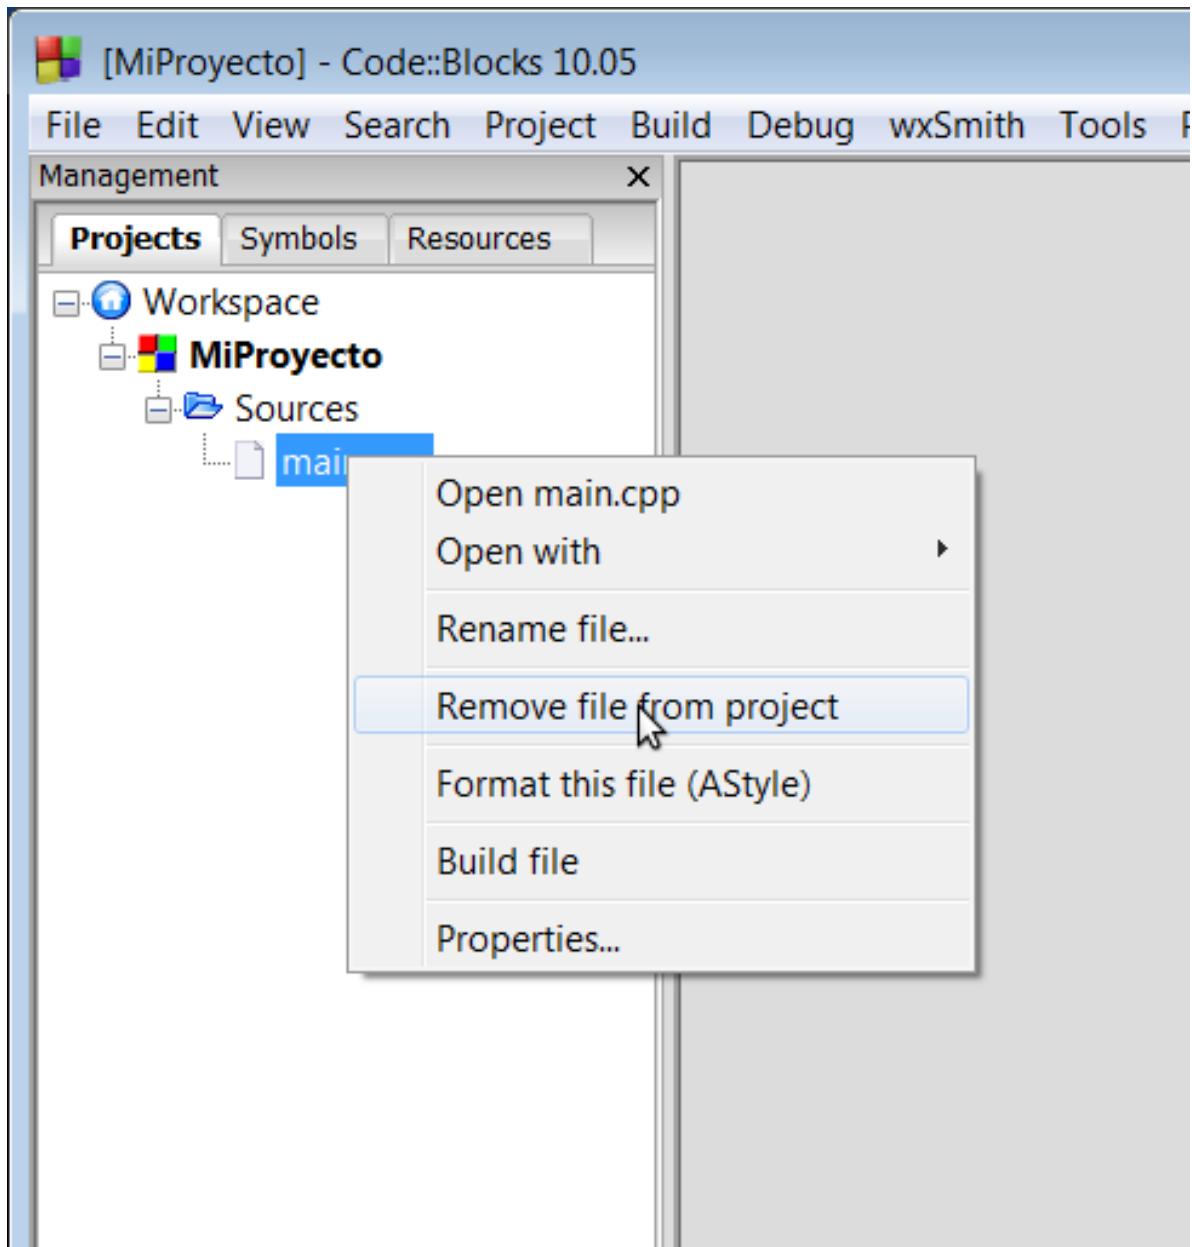 [MiProyecto] - Code::Blocks 10.05
File Edit View Search Project Build Debug wxSmith Tools
Management
Projects Symbols Resources
Workspace
MiProyecto
Sources
Open main.cpp
Open with
Rename file...
Remove file from project
Format this file (AStyle)
Build file
Properties...